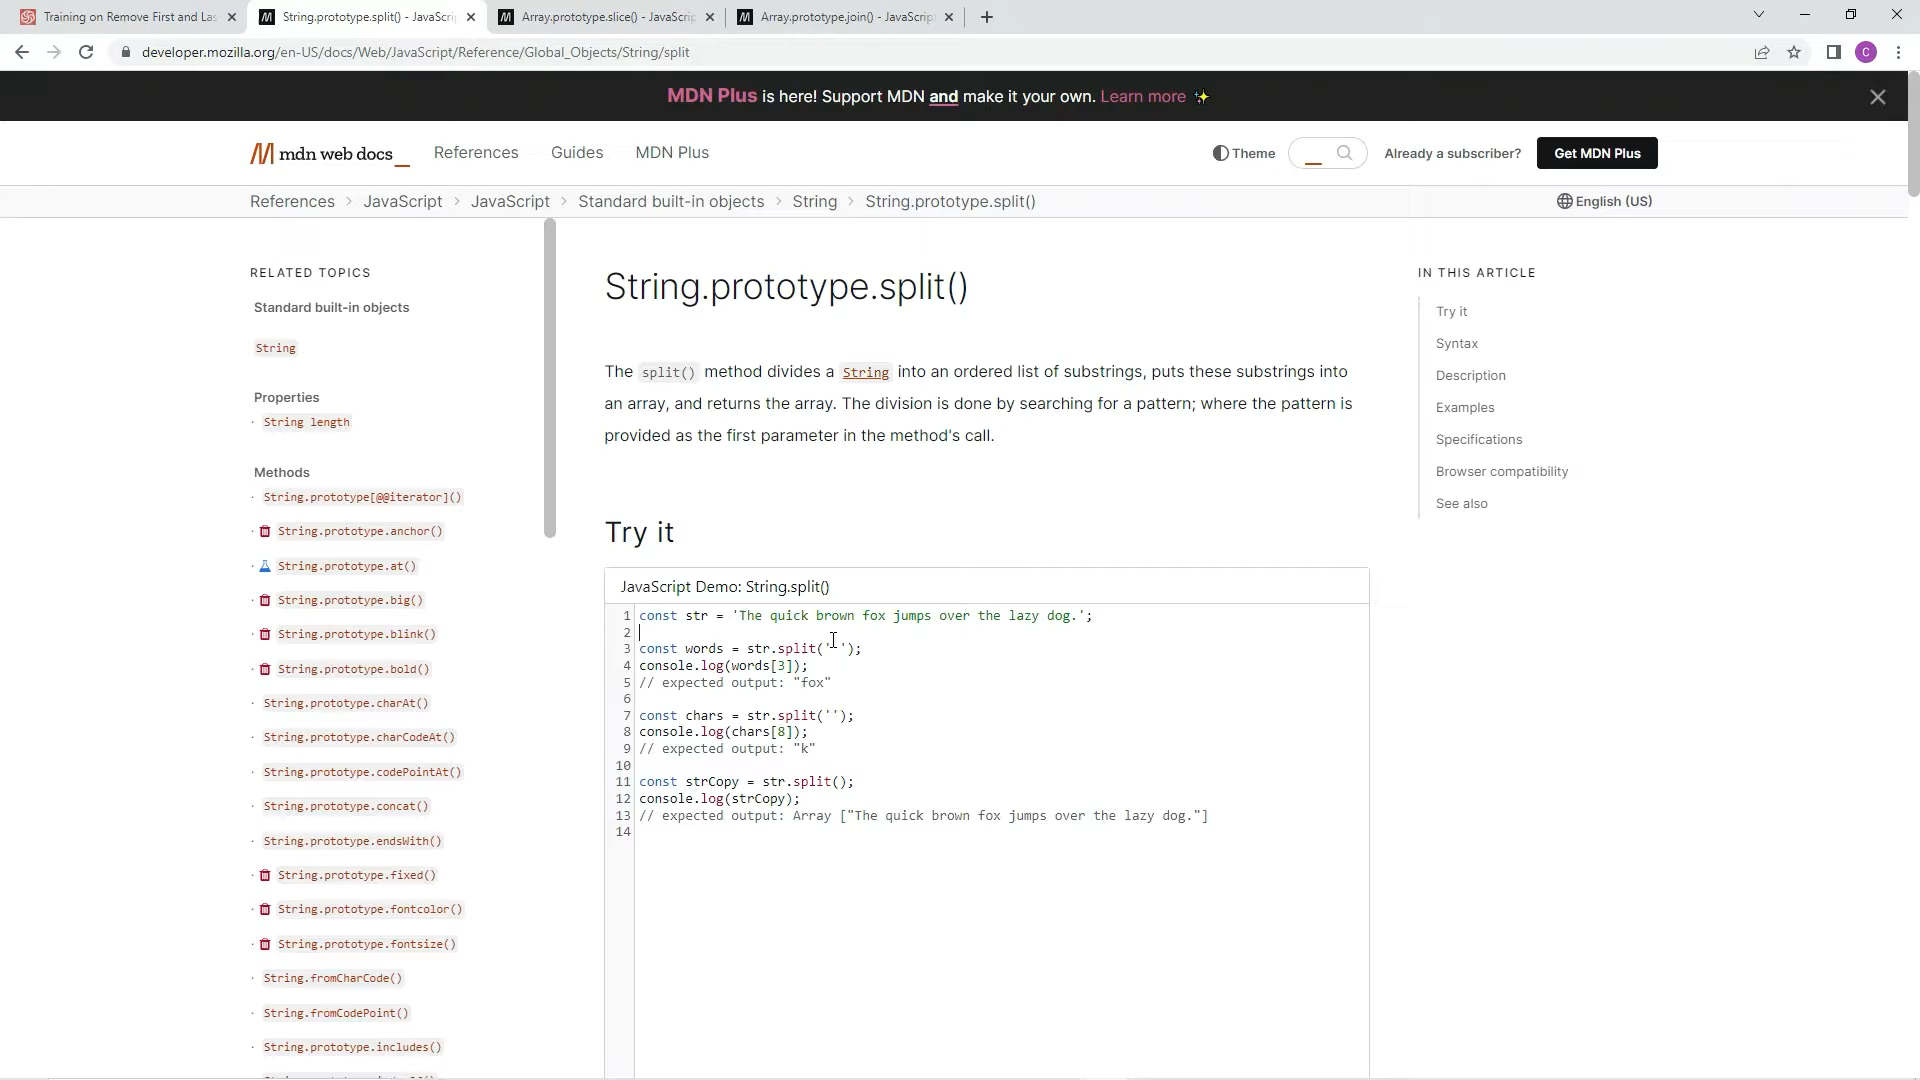 Training on Remove First and Las
String.prototype.split() - JavaScri
Array.prototype.slice() - JavaScrip
Array.prototype.join() - JavaScrip
developer.mozilla.org/en-US/docs/Web/JavaScript/Reference/Global_Objects/String/split
C
MDN Plus is here! Support MDN and make it your own. Learn more ✨
mdn web docs_
References
Guides
MDN Plus
Theme
Already a subscriber?
Get MDN Plus
References > JavaScript > JavaScript > Standard built-in objects > String > String.prototype.split()
English (US)
RELATED TOPICS
Standard built-in objects
String
Properties
String length
Methods
String.prototype[@@iterator]()
String.prototype.anchor()
String.prototype.at()
String.prototype.big()
String.prototype.blink()
String.prototype.bold()
String.prototype.charAt()
String.prototype.charCodeAt()
String.prototype.codePointAt()
String.prototype.concat()
String.prototype.endsWith()
String.prototype.fixed()
String.prototype.fontcolor()
String.prototype.fontsize()
String.fromCharCode()
String.fromCodePoint()
String.prototype.includes()
String.prototype.split()
The split() method divides a String into an ordered list of substrings, puts these substrings into
an array, and returns the array. The division is done by searching for a pattern; where the pattern is
provided as the first parameter in the method's call.
Try it
JavaScript Demo: String.split()
1 const str = 'The quick brown fox jumps over the lazy dog.';
2
3 const words = str.split(' ');
4 console.log(words[3]);
5 // expected output: "fox"
6
7 const chars = str.split('');
8 console.log(chars[8]);
9 // expected output: "k"
10
11 const strCopy = str.split();
12 console.log(strCopy);
13 // expected output: Array ["The quick brown fox jumps over the lazy dog."]
14
IN THIS ARTICLE
Try it
Syntax
Description
Examples
Specifications
Browser compatibility
See also